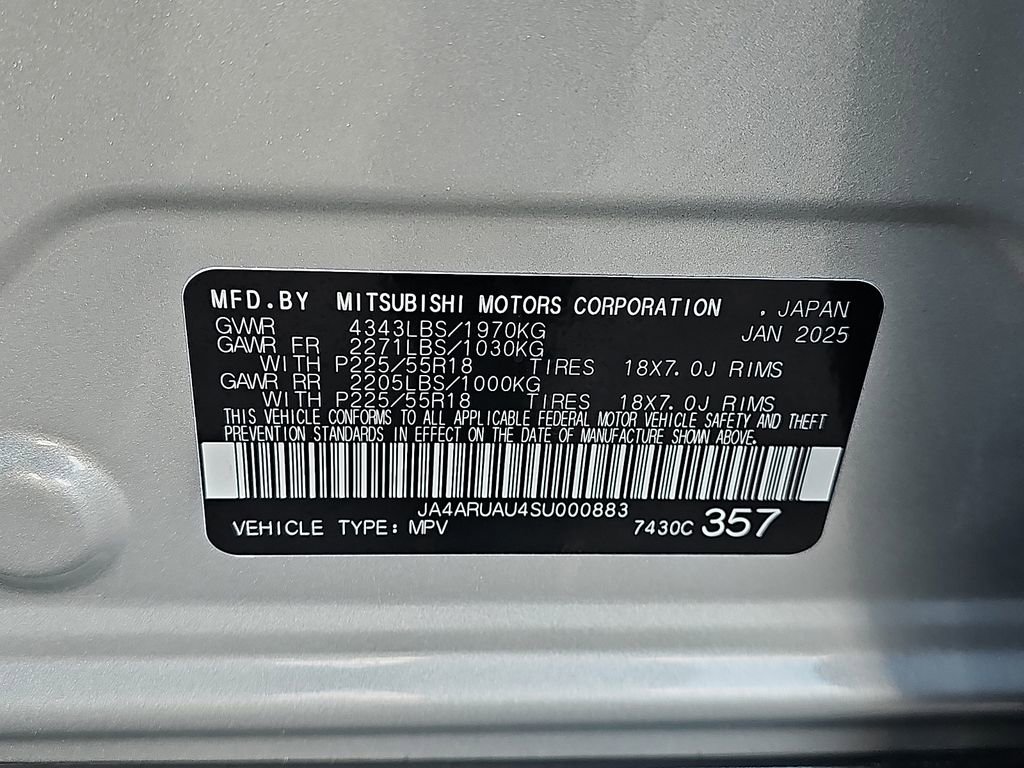 MFD.BY MITSUBISHI MOTORS CORPORATION . JAPAN
GVWR 4343LBS/1970KG JAN 2025
GAWR FR 2271LBS/1030KG
WITH P225/55R18 TIRES 18X7.0J RIMS
GAWR RR 2205LBS/1000KG
WITH P225/55R18 TIRES 18X7.0J RIMS
THIS VEHICLE CONFORMS TO ALL APPLICABLE FEDERAL MOTOR VEHICLE SAFETY AND THEFT
PREVENTION STANDARDS IN EFFECT ON THE DATE OF MANUFACTURE SHOWN ABOVE.
JA4ARUAU4SU000883
VEHICLE TYPE: MPV 7430C 357